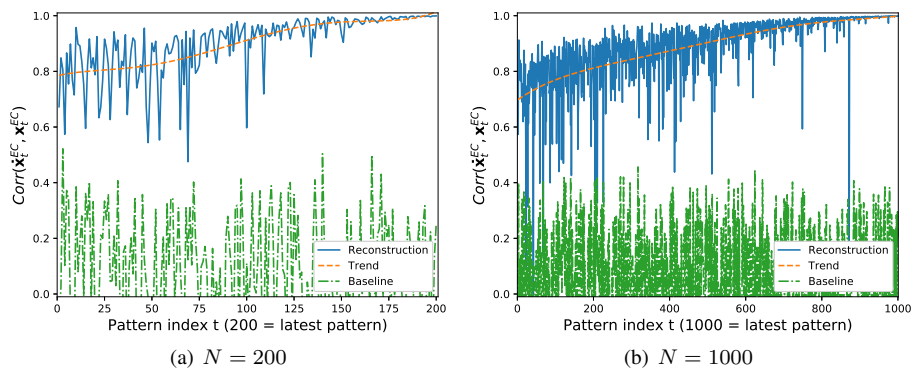 1.0
0.8
0.6
0.4
0.2
0.0
Corr(ẋ_t^{EC}, x_t^{EC})
Reconstruction
Trend
Baseline
0 25 50 75 100 125 150 175 200
Pattern index t (200 = latest pattern)
(a) N = 200
1.0
0.8
0.6
0.4
0.2
0.0
Corr(ẋ_t^{EC}, x_t^{EC})
Reconstruction
Trend
Baseline
0 200 400 600 800 1000
Pattern index t (1000 = latest pattern)
(b) N = 1000